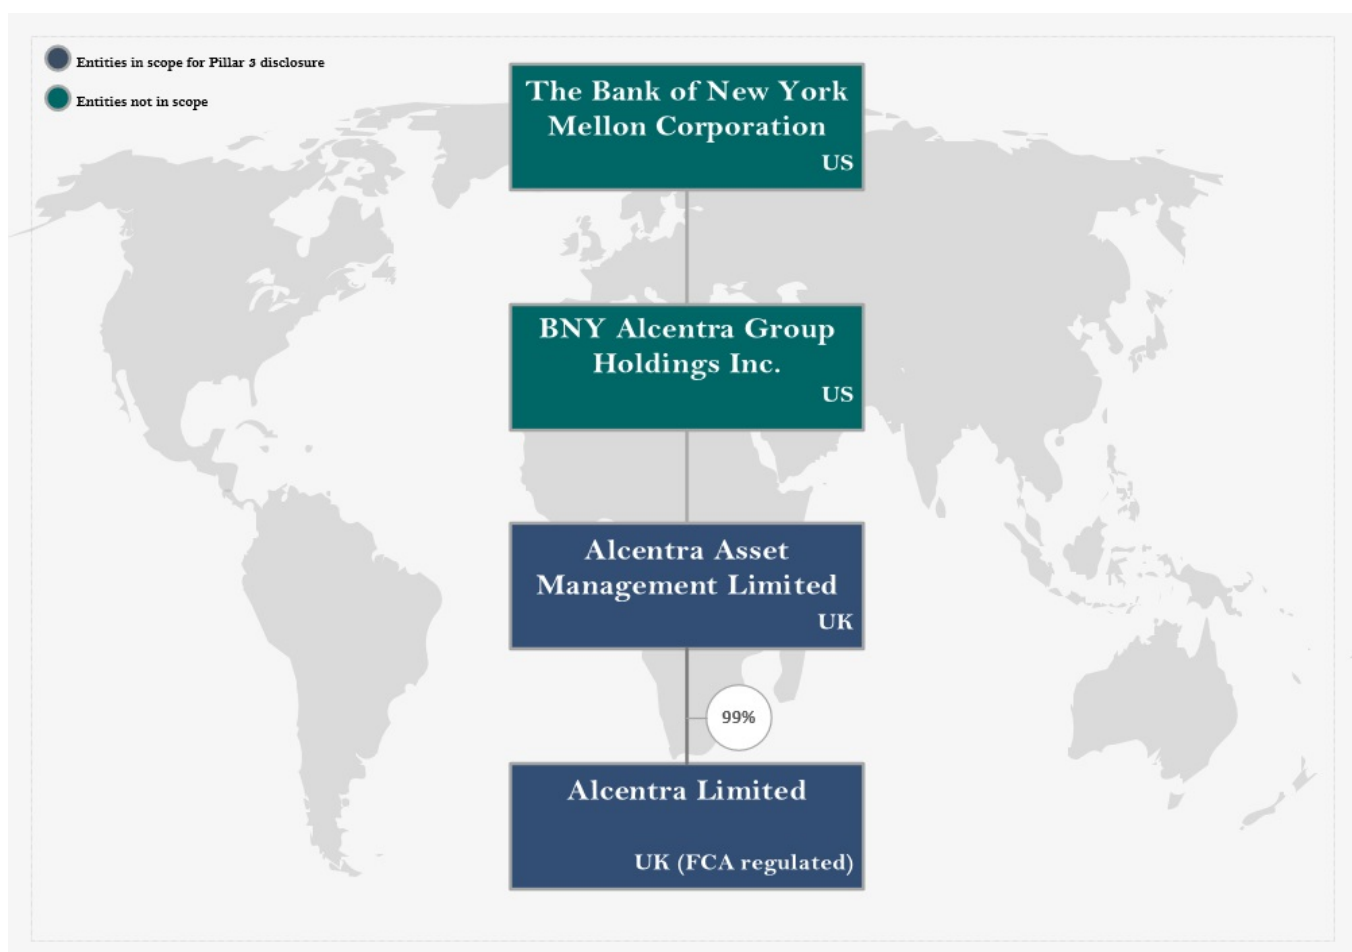 Entities in scope for Pillar 3 disclosure
Entities not in scope
The Bank of New York
Mellon Corporation
US
BNY Alcentra Group
Holdings Inc.
US
Alcentra Asset
Management Limited
UK
99%
Alcentra Limited
UK (FCA regulated)